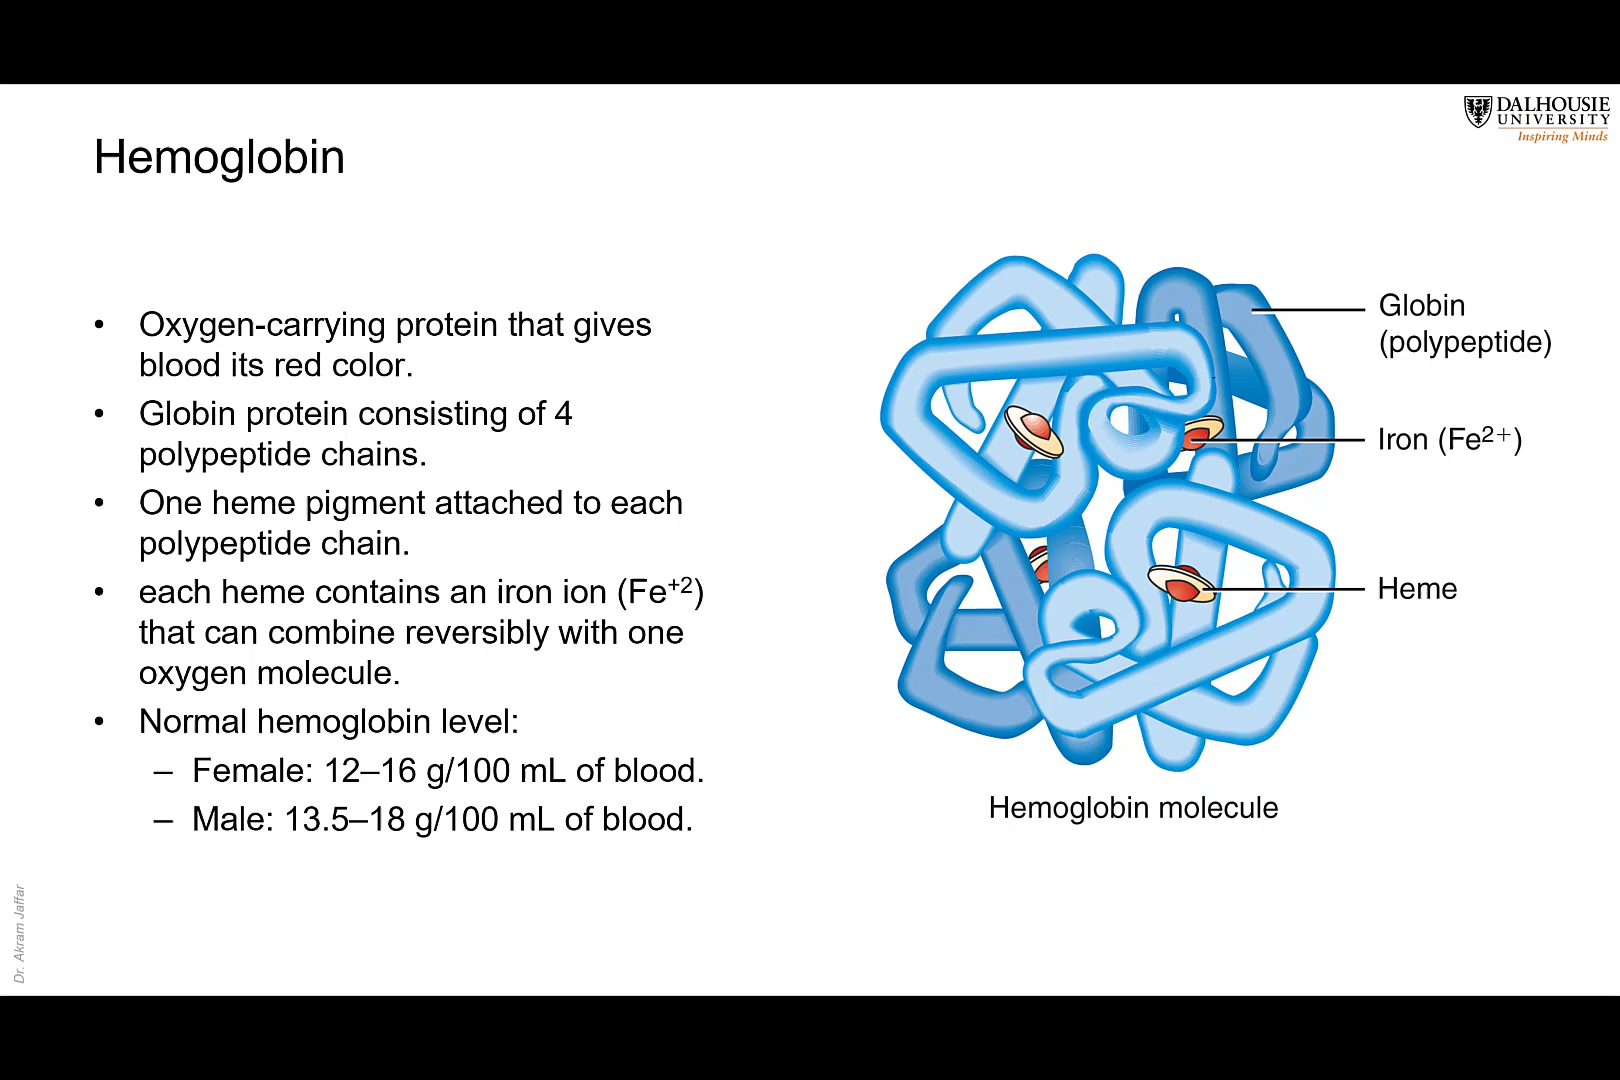 DALHOUSIE
UNIVERSITY
Inspiring Minds
Hemoglobin
• Oxygen-carrying protein that gives
blood its red color.
• Globin protein consisting of 4
polypeptide chains.
• One heme pigment attached to each
polypeptide chain.
• each heme contains an iron ion (Fe⁺²)
that can combine reversibly with one
oxygen molecule.
• Normal hemoglobin level:
– Female: 12–16 g/100 mL of blood.
– Male: 13.5–18 g/100 mL of blood.
Globin
(polypeptide)
Iron (Fe²⁺)
Heme
Hemoglobin molecule
Dr. Akram Jaffar